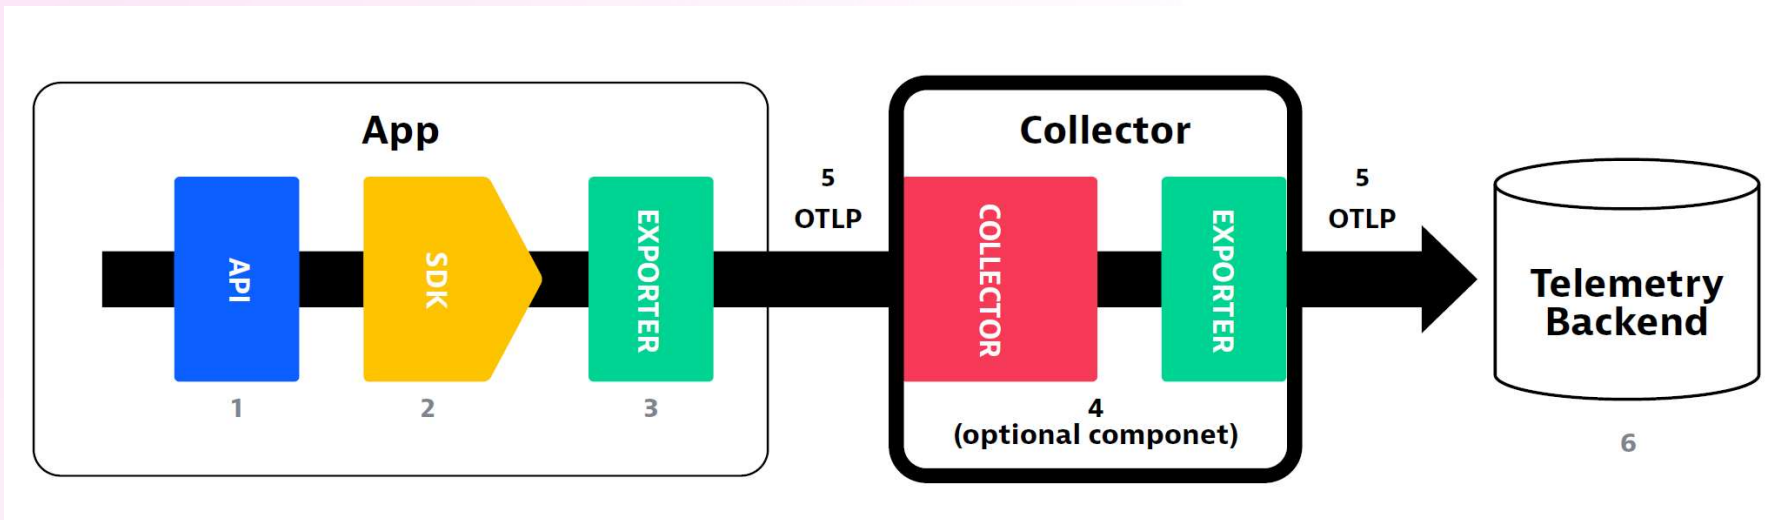 App
API
1
SDK
2
EXPORTER
3
5
OTLP
Collector
COLLECTOR
EXPORTER
4
(optional componet)
5
OTLP
Telemetry
Backend
6